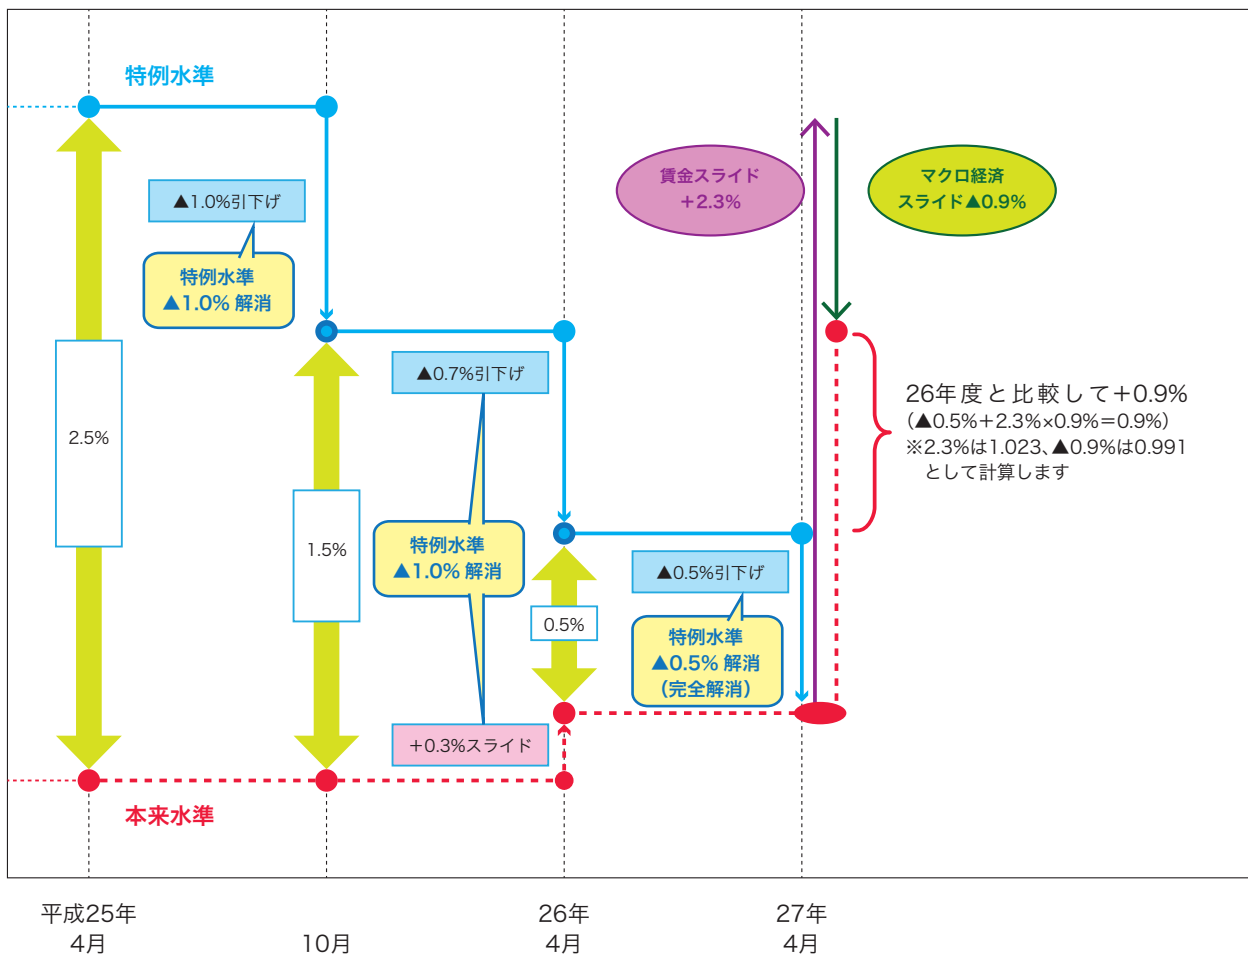 特例水準
▲1.0%引下げ
特例水準
▲1.0% 解消
2.5%
1.5%
▲0.7%引下げ
特例水準
▲1.0% 解消
+0.3%スライド
0.5%
▲0.5%引下げ
特例水準
▲0.5% 解消
(完全解消)
賃金スライド
+2.3%
マクロ経済
スライド▲0.9%
26年度と比較して+0.9%
(▲0.5%+2.3%×0.9%=0.9%)
※2.3%は1.023、▲0.9%は0.991
として計算します
本来水準
平成25年
4月
10月
26年
4月
27年
4月